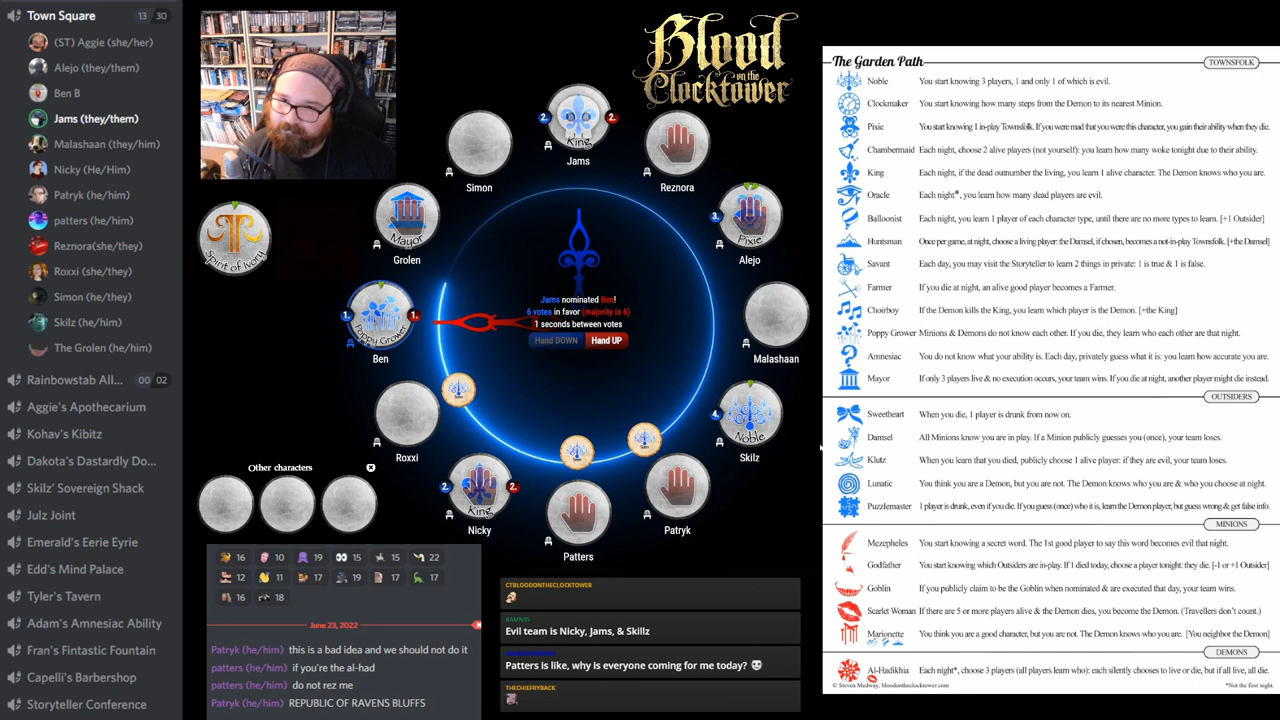 Town Square
13 / 30
(ST) Aggie (she/her)
Alejo (they/them)
Ben B
Jams (they/them)
Malashaan (they/him)
Nicky (He/Him)
Patryk (he/him)
patters (he/him)
Reznora(she/they)
Roxxi (she/they)
Simon (he/they)
Skilz (he/him)
The Grolem (he/him)
Rainbowstab All...
00 / 02
Aggie's Apothecarium
Kohav's Kibitz
Daata's Dastardly Do...
Skilz' Sovereign Shack
Julz Joint
Emerald's Eerie Eyrie
Edd's Mind Palace
Tyler's Tavern
Adam's Amnesiac Ability
Fran's Fintastic Fountain
Capelli's barbershop
Storyteller Conference
Blood
on the
Clocktower
Spirit of Ivory
Simon
2.
King
2.
Jams
Reznora
3.
Pixie
Alejo
Malashaan
4.
Noble
Skilz
Patryk
Patters
2.
King
2.
Nicky
Roxxi
1.
Poppy Grower
1.
Ben
Mayor
Grolen
Jams nominated Ben!
6 votes in favor (majority is 6)
1 seconds between votes
Hand DOWN
Hand UP
Other characters
16
10
19
15
15
22
12
11
17
19
17
17
16
18
June 23, 2022
Patryk (he/him) this is a bad idea and we should not do it
patters (he/him) if you're the al-had
patters (he/him) do not rez me
Patryk (he/him) REPUBLIC OF RAVENS BLUFFS
CTBLOODONTHECLOCKTOWER
BAMN3S
Evil team is Nicky, Jams, & Skillz
Patters is like, why is everyone coming for me today? 💀
THECHIEFRYBACK
The Garden Path
TOWNSFOLK
Noble You start knowing 3 players, 1 and only 1 of which is evil.
Clockmaker You start knowing how many steps from the Demon to its nearest Minion.
Pixie You start knowing 1 in-play Townsfolk. If you were mad that you were this character, you gain their ability when they die.
Chambermaid Each night, choose 2 alive players (not yourself): you learn how many woke tonight due to their ability.
King Each night, if the dead outnumber the living, you learn 1 alive character. The Demon knows who you are.
Oracle Each night*, you learn how many dead players are evil.
Balloonist Each night, you learn 1 player of each character type, until there are no more types to learn. [+1 Outsider]
Huntsman Once per game, at night, choose a living player: the Damsel, if chosen, becomes a not-in-play Townsfolk. [+the Damsel]
Savant Each day, you may visit the Storyteller to learn 2 things in private: 1 is true & 1 is false.
Farmer If you die at night, an alive good player becomes a Farmer.
Choirboy If the Demon kills the King, you learn which player is the Demon. [+the King]
Poppy Grower Minions & Demons do not know each other. If you die, they learn who each other are that night.
Amnesiac You do not know what your ability is. Each day, privately guess what it is: you learn how accurate you are.
Mayor If only 3 players live & no execution occurs, your team wins. If you die at night, another player might die instead.
OUTSIDERS
Sweetheart When you die, 1 player is drunk from now on.
Damsel All Minions know you are in play. If a Minion publicly guesses you (once), your team loses.
Klutz When you learn that you died, publicly choose 1 alive player: if they are evil, your team loses.
Lunatic You think you are a Demon, but you are not. The Demon knows who you are & who you choose at night.
Puzzlemaster 1 player is drunk, even if you die. If you guess (once) who it is, learn the Demon player, but guess wrong & get false info.
MINIONS
Mezepheles You start knowing a secret word. The 1st good player to say this word becomes evil that night.
Godfather You start knowing which Outsiders are in-play. If 1 died today, choose a player tonight: they die. [-1 or +1 Outsider]
Goblin If you publicly claim to be the Goblin when nominated & are executed that day, your team wins.
Scarlet Woman If there are 5 or more players alive & the Demon dies, you become the Demon. (Travellers don't count.)
Marionette You think you are a good character, but you are not. The Demon knows who you are. [You neighbor the Demon]
DEMONS
Al-Hadikhia Each night*, choose 3 players (all players learn who): each silently chooses to live or die, but if all live, all die.
© Steven Medway, bloodontheclocktower.com
*Not the first night.